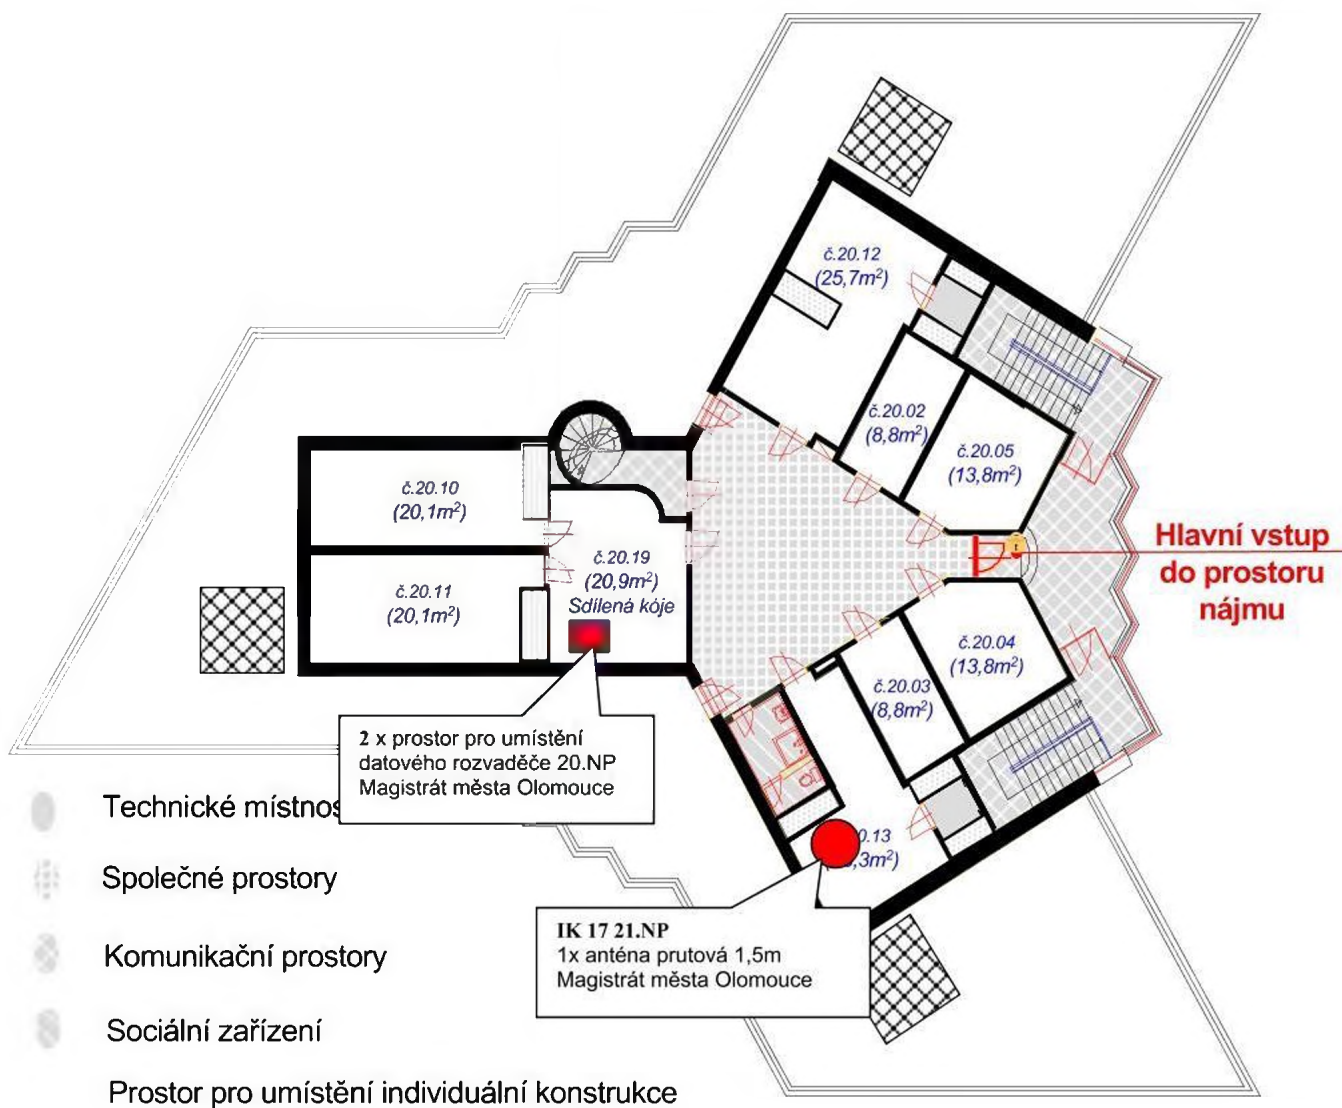 č.20.12
(25,7m²)
č.20.02
(8,8m²)
č.20.05
(13,8m²)
č.20.10
(20,1m²)
č.20.19
(20,9m²)
Sdílená kóje
č.20.11
(20,1m²)
Hlavní vstup
do prostoru
nájmu
č.20.04
(13,8m²)
č.20.03
(8,8m²)
2 x prostor pro umístění
datového rozvaděče 20.NP
Magistrát města Olomouce
Technické místnos
0.13
,3m²)
Společné prostory
IK 17 21.NP
1x anténa prutová 1,5m
Magistrát města Olomouce
Komunikační prostory
Sociální zařízení
Prostor pro umístění individuální konstrukce